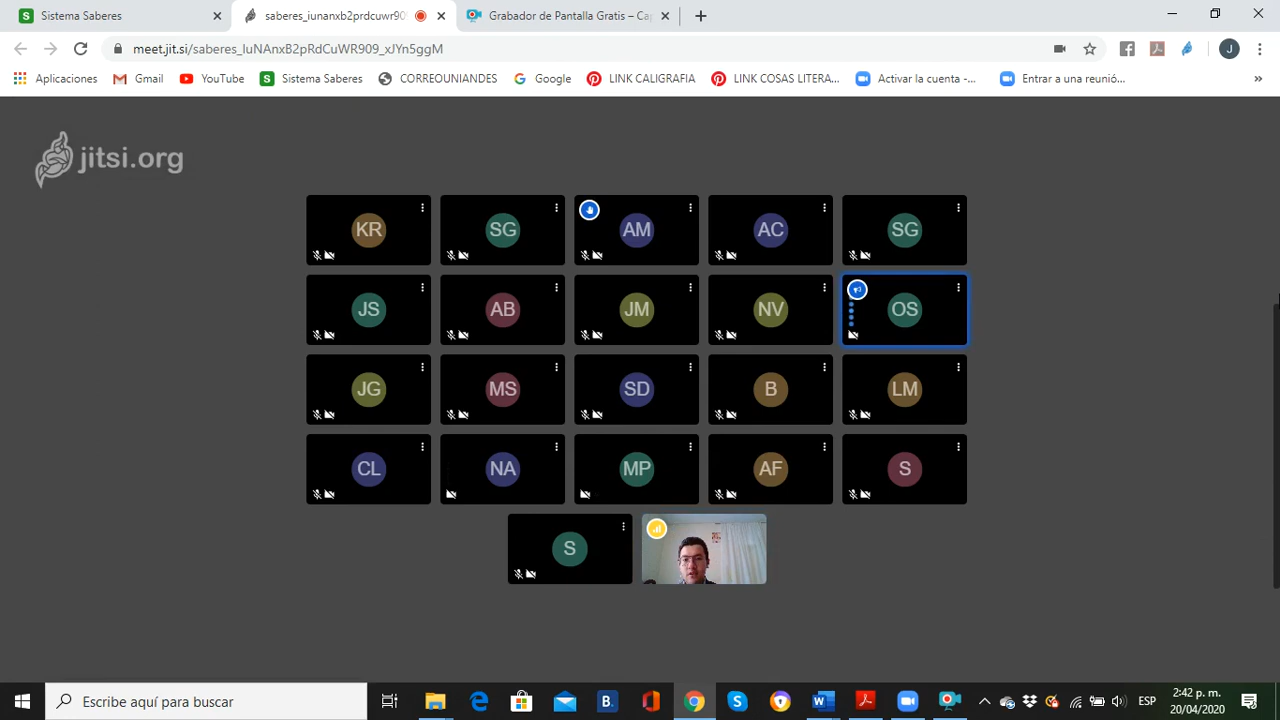 Sistema Saberes
saberes_iunanxb2prdcuwr909
Grabador de Pantalla Gratis – Cap
meet.jit.si/saberes_IuNAnxB2pRdCuWR909_xJYn5ggM
J
Aplicaciones
Gmail
YouTube
Sistema Saberes
CORREOUNIANDES
Google
LINK CALIGRAFIA
LINK COSAS LITERA...
Activar la cuenta -...
Entrar a una reunió...
»
jitsi.org
KR SG AM AC SG
JS AB JM NV OS
JG MS SD B LM
CL NA MP AF S
S
Escribe aquí para buscar
ESP
2:42 p. m.
20/04/2020